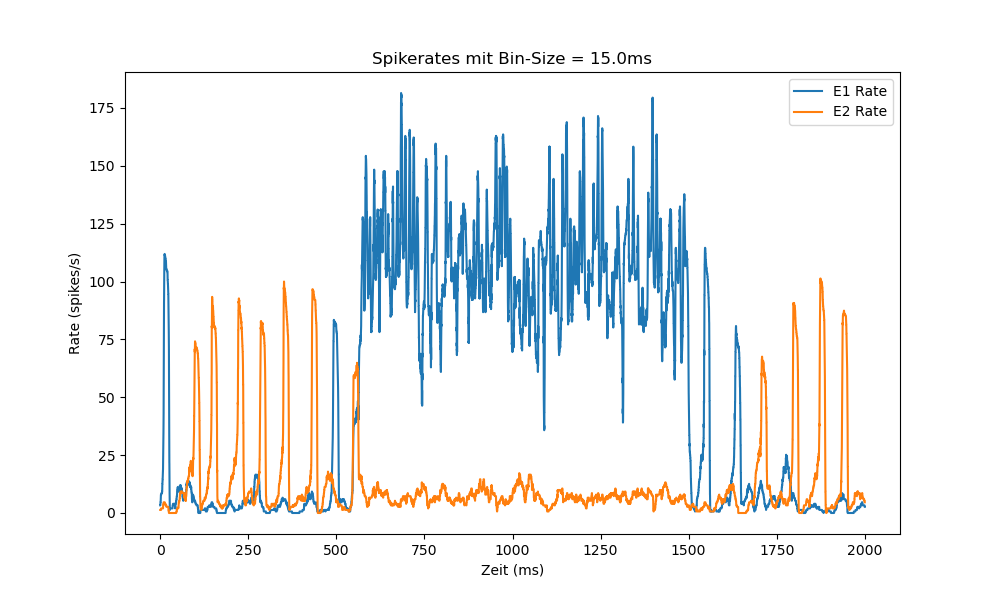 Spikerates mit Bin-Size = 15.0ms
E1 Rate
E2 Rate
Rate (spikes/s)
175
150
125
100
75
50
25
0
0 250 500 750 1000 1250 1500 1750 2000
Zeit (ms)